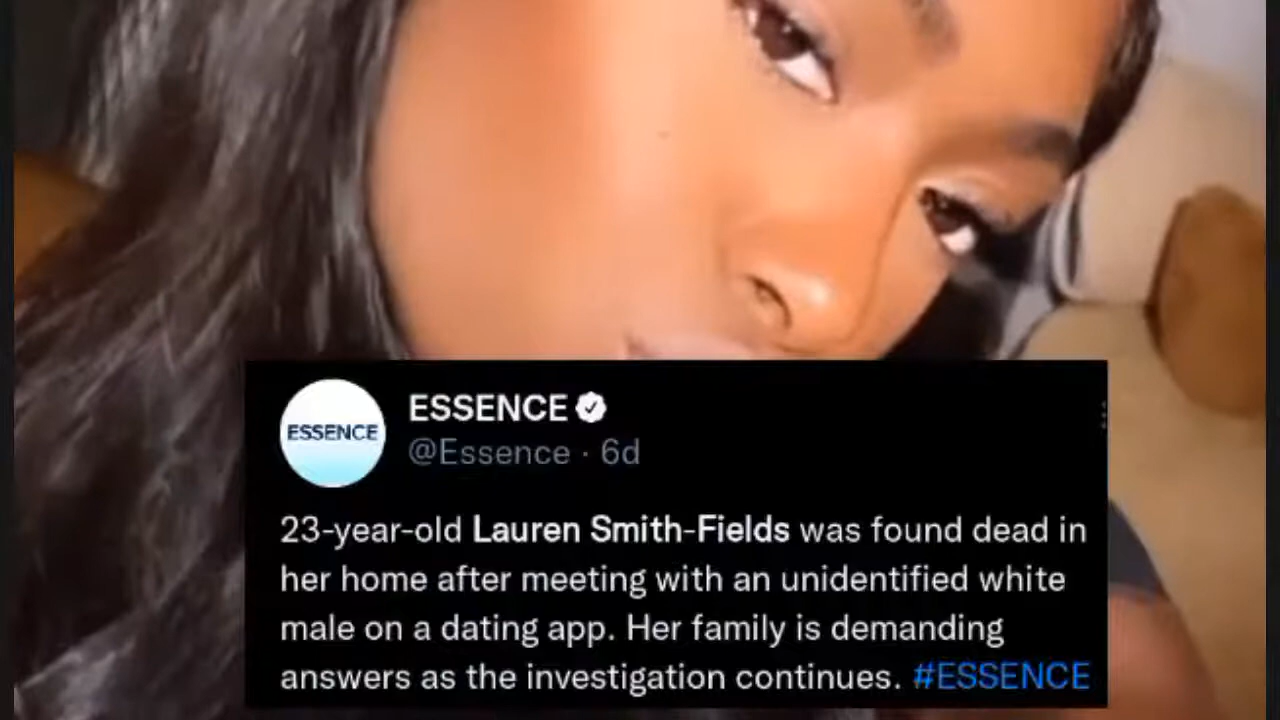 ESSENCE
ESSENCE
@Essence · 6d
23-year-old Lauren Smith-Fields was found dead in
her home after meeting with an unidentified white
male on a dating app. Her family is demanding
answers as the investigation continues. #ESSENCE